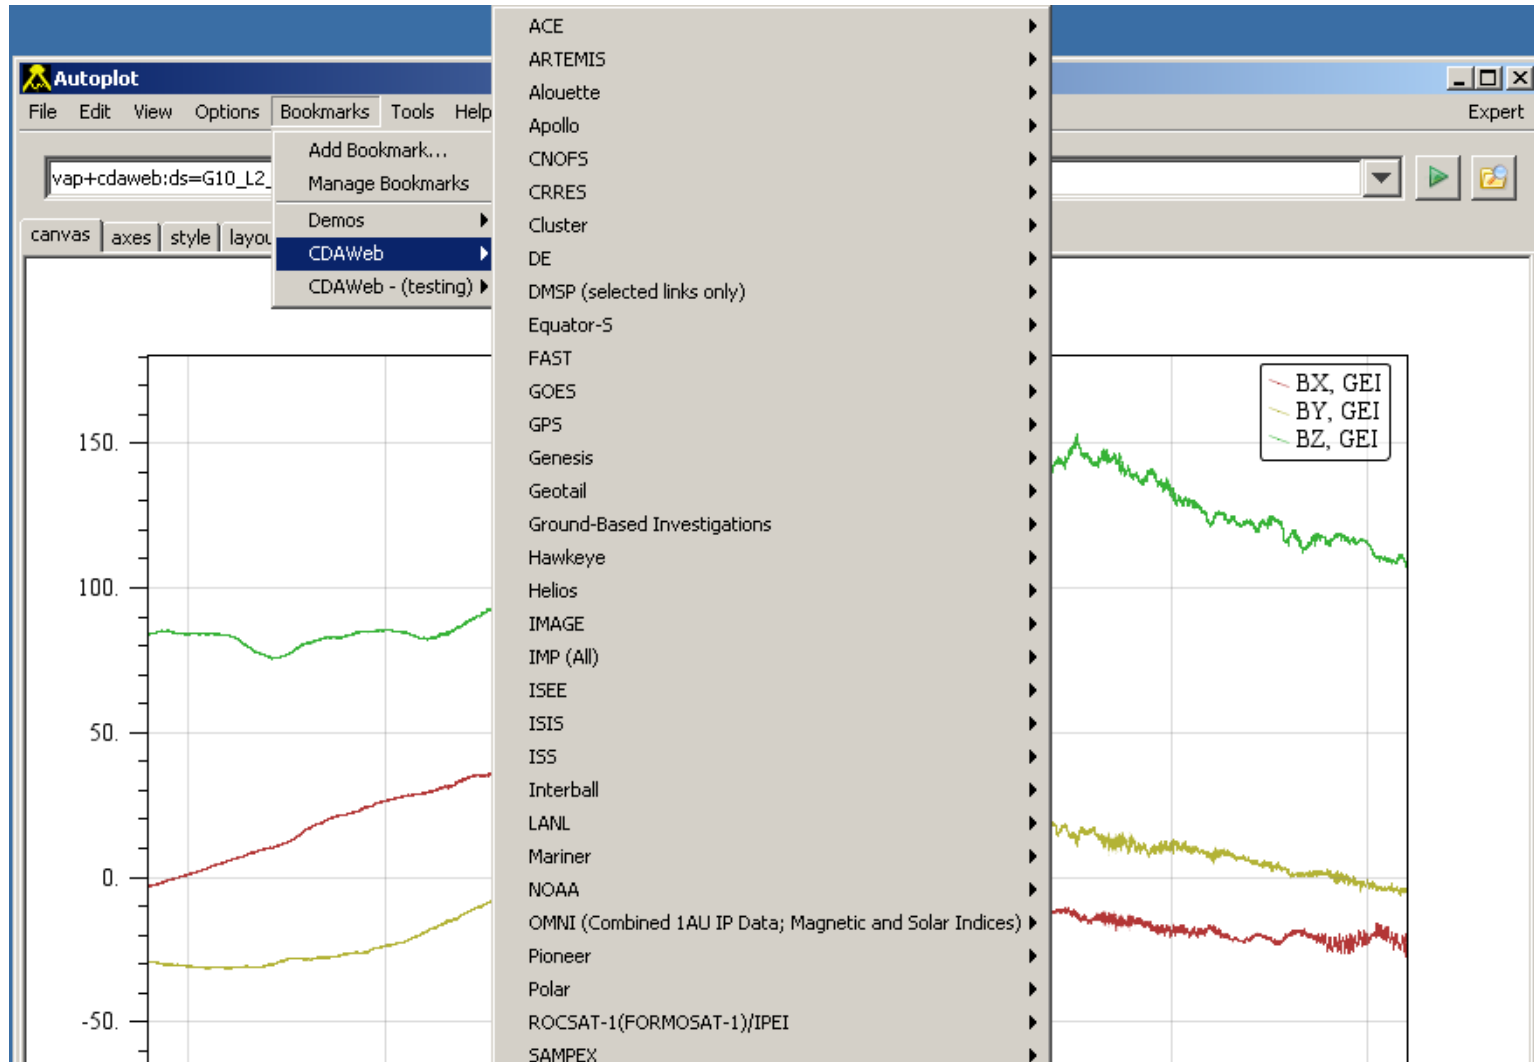 Autoplot
File Edit View Options Bookmarks Tools Help
Expert
vap+cdaweb:ds=G10_L2_
canvas axes style layou
Add Bookmark...
Manage Bookmarks
Demos
CDAWeb
CDAWeb - (testing)
ACE
ARTEMIS
Alouette
Apollo
CNOFS
CRRES
Cluster
DE
DMSP (selected links only)
Equator-S
FAST
GOES
GPS
Genesis
Geotail
Ground-Based Investigations
Hawkeye
Helios
IMAGE
IMP (All)
ISEE
ISIS
ISS
Interball
LANL
Mariner
NOAA
OMNI (Combined 1AU IP Data; Magnetic and Solar Indices)
Pioneer
Polar
ROCSAT-1(FORMOSAT-1)/IPEI
SAMPEX
150.
100.
50.
0.
-50.
BX, GEI
BY, GEI
BZ, GEI